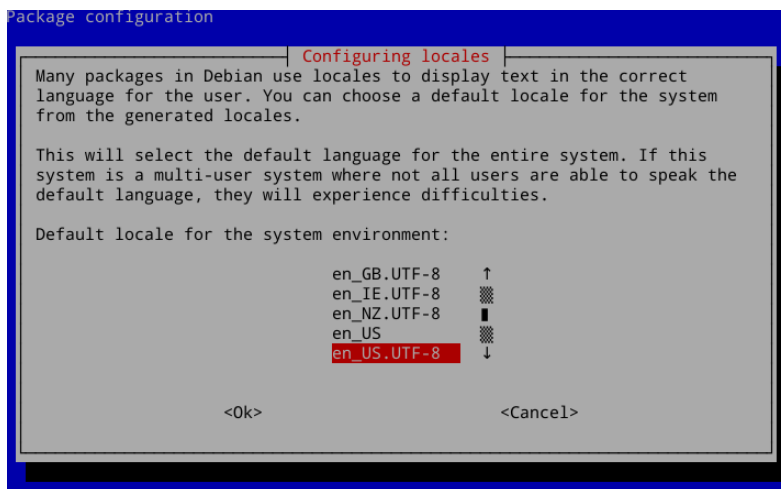 Package configuration
Configuring locales
Many packages in Debian use locales to display text in the correct
language for the user. You can choose a default locale for the system
from the generated locales.
This will select the default language for the entire system. If this
system is a multi-user system where not all users are able to speak the
default language, they will experience difficulties.
Default locale for the system environment:
en_GB.UTF-8 ↑
en_IE.UTF-8
en_NZ.UTF-8
en_US
en_US.UTF-8 ↓
<Ok> <Cancel>